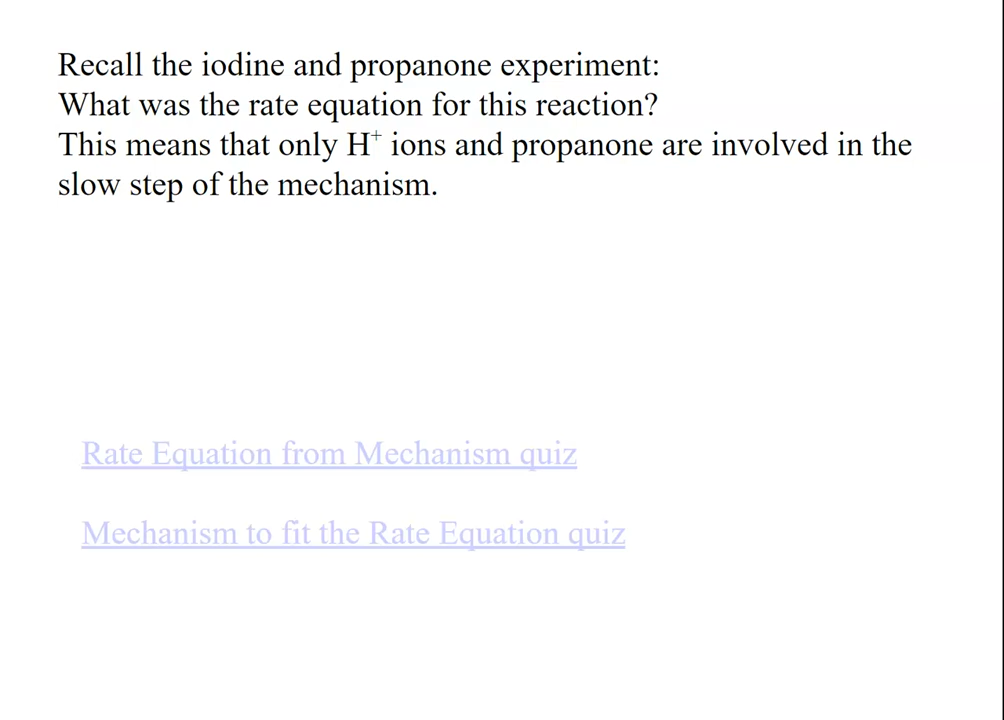 Recall the iodine and propanone experiment:
What was the rate equation for this reaction?
This means that only H⁺ ions and propanone are involved in the
slow step of the mechanism.
Rate Equation from Mechanism quiz
Mechanism to fit the Rate Equation quiz